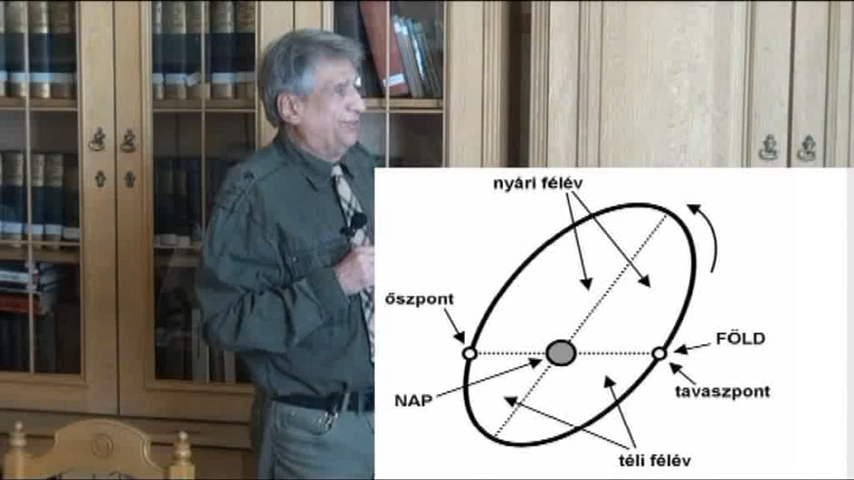 nyári félév
őszpont
FÖLD
tavaszpont
NAP
téli félév